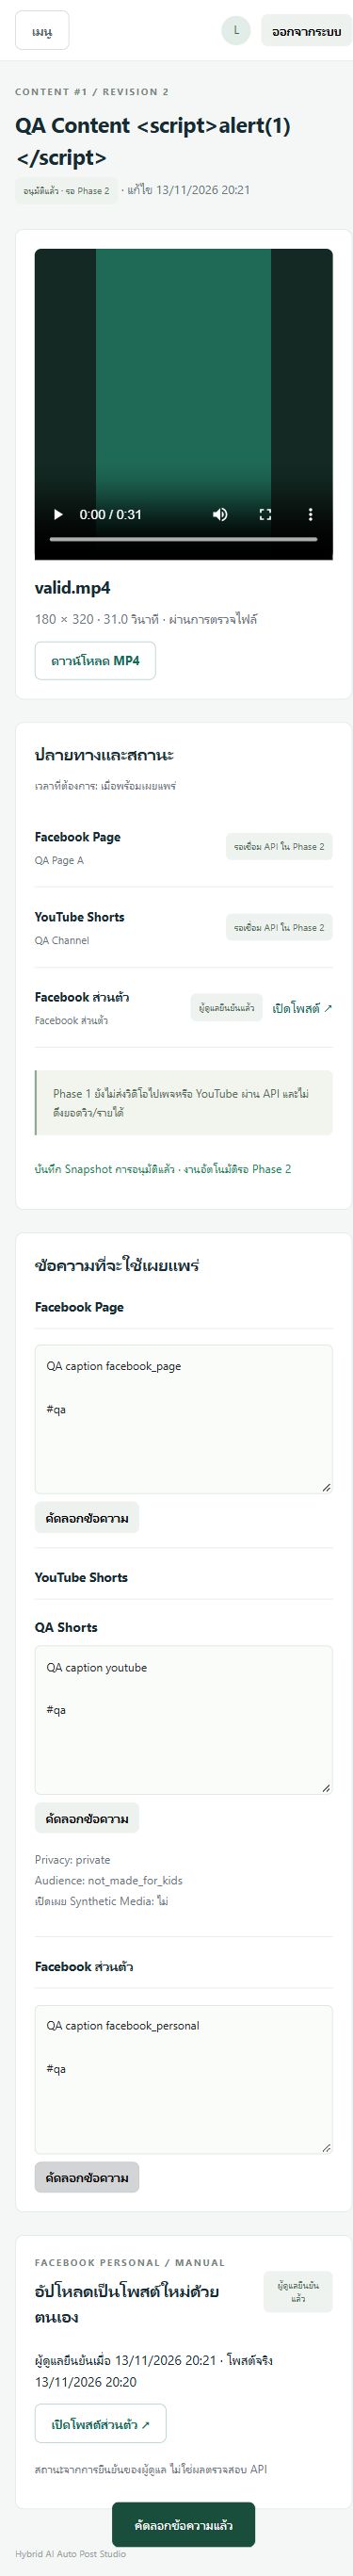 เมนู
L
ออกจากระบบ
CONTENT #1 / REVISION 2
QA Content <script>alert(1)
</script>
อนุมัติแล้ว · รอ Phase 2 · แก้ไข 13/11/2026 20:21
0:00 / 0:31
valid.mp4
180 × 320 · 31.0 วินาที · ผ่านการตรวจไฟล์
ดาวน์โหลด MP4
ปลายทางและสถานะ
เวลาที่ต้องการ: เมื่อพร้อมเผยแพร่
Facebook Page
QA Page A
รอเชื่อม API ใน Phase 2
YouTube Shorts
QA Channel
รอเชื่อม API ใน Phase 2
Facebook ส่วนตัว
Facebook ส่วนตัว
ผู้ดูแลยืนยันแล้ว
เปิดโพสต์ ↗
Phase 1 ยังไม่ส่งวิดีโอไปเพจหรือ YouTube ผ่าน API และไม่
ดึงยอดวิว/รายได้
บันทึก Snapshot การอนุมัติแล้ว · งานอัตโนมัติรอ Phase 2
ข้อความที่จะใช้เผยแพร่
Facebook Page
QA caption facebook_page
#qa
คัดลอกข้อความ
YouTube Shorts
QA Shorts
QA caption youtube
#qa
คัดลอกข้อความ
Privacy: private
Audience: not_made_for_kids
เปิดเผย Synthetic Media: ไม่
Facebook ส่วนตัว
QA caption facebook_personal
#qa
คัดลอกข้อความ
FACEBOOK PERSONAL / MANUAL
อัปโหลดเป็นโพสต์ใหม่ด้วย
ตนเอง
ผู้ดูแลยืนยัน
แล้ว
ผู้ดูแลยืนยันเมื่อ 13/11/2026 20:21 · โพสต์จริง
13/11/2026 20:20
เปิดโพสต์ส่วนตัว ↗
สถานะจากการยืนยันของผู้ดูแล ไม่ใช่ผลตรวจสอบ API
คัดลอกข้อความแล้ว
Hybrid AI Auto Post Studio